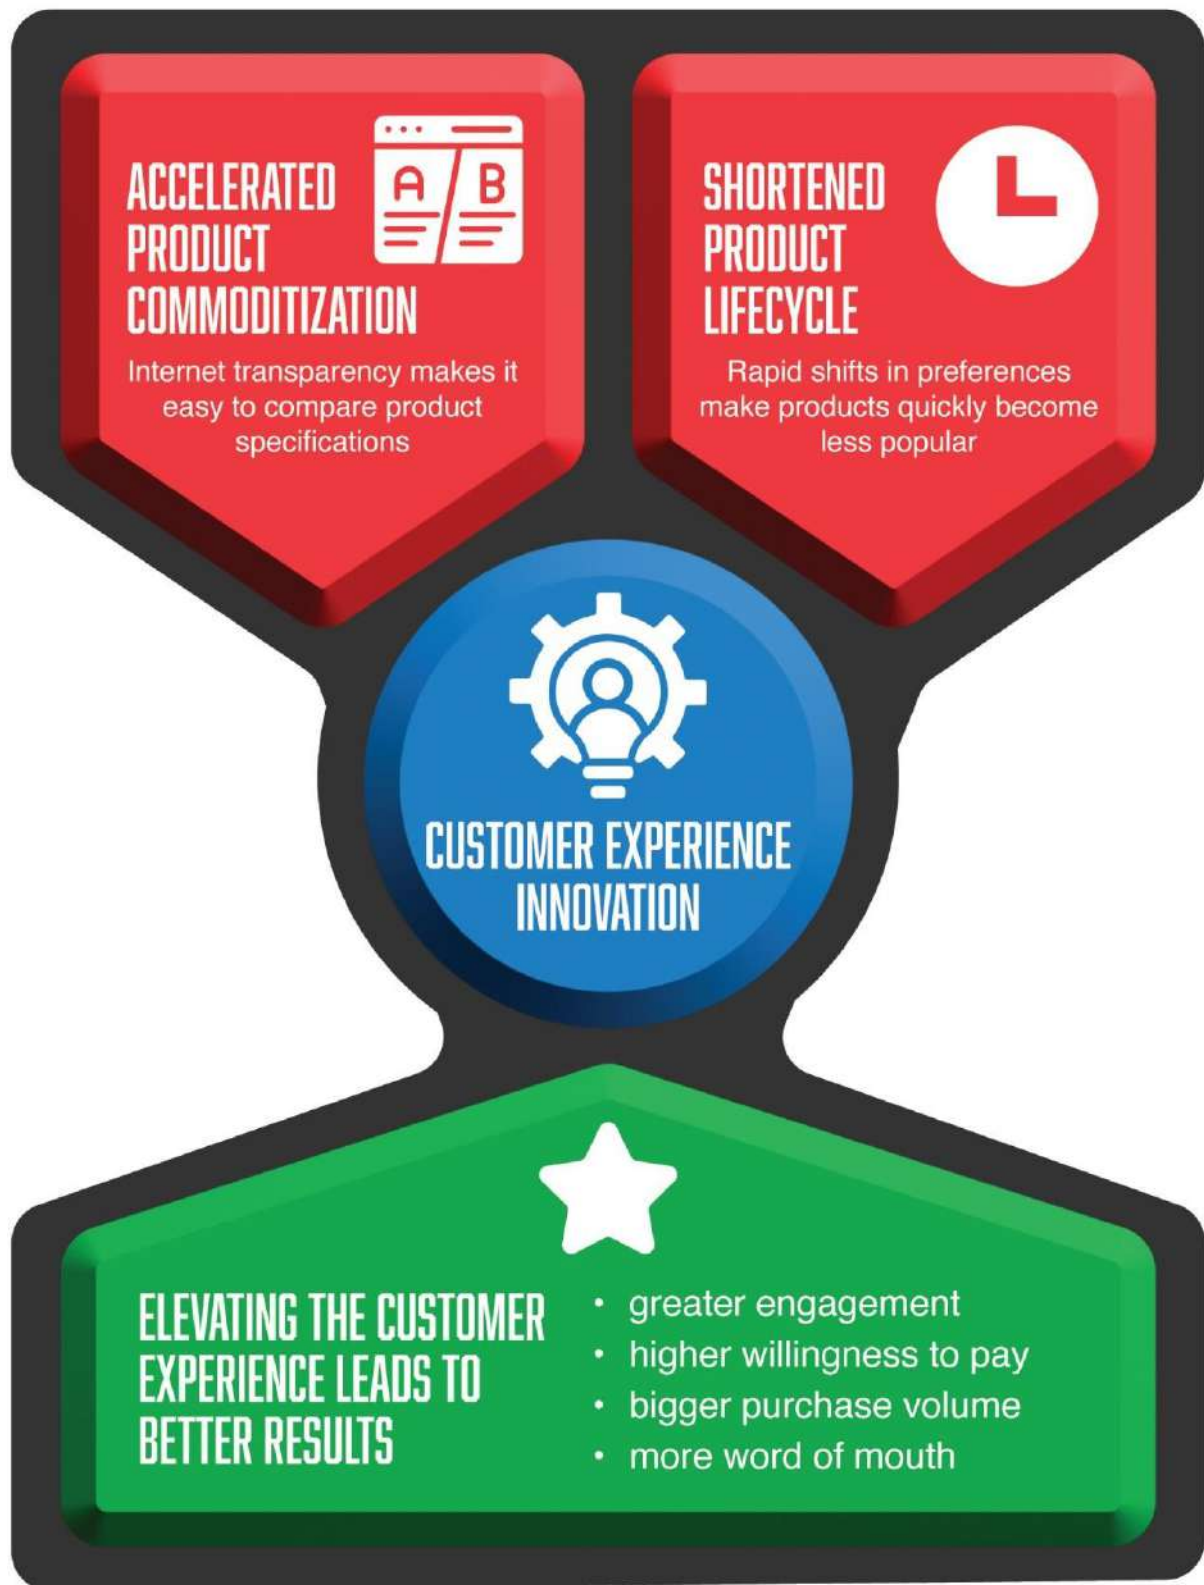 ACCELERATED
PRODUCT
COMMODITIZATION
A B
Internet transparency makes it
easy to compare product
specifications
SHORTENED
PRODUCT
LIFECYCLE
Rapid shifts in preferences
make products quickly become
less popular
CUSTOMER EXPERIENCE
INNOVATION
ELEVATING THE CUSTOMER
EXPERIENCE LEADS TO
BETTER RESULTS
• greater engagement
• higher willingness to pay
• bigger purchase volume
• more word of mouth